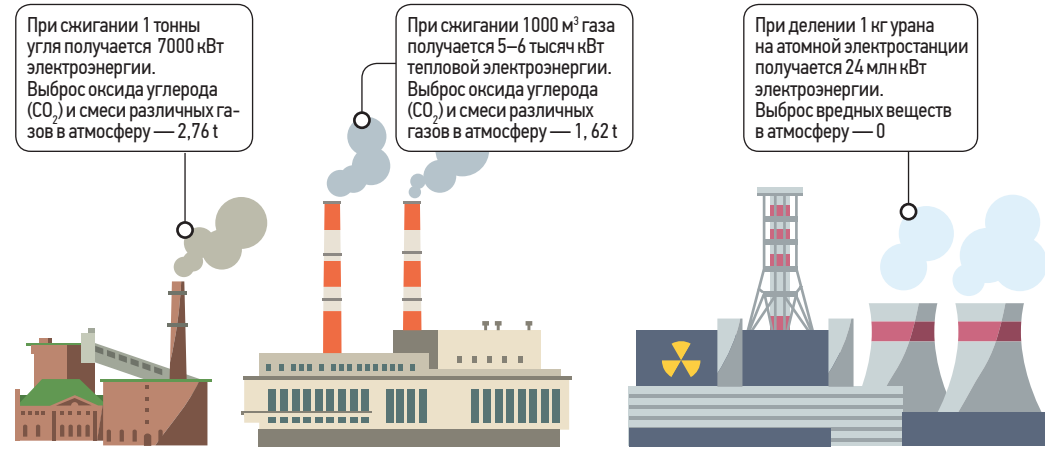 При сжигании 1 тонны
угля получается 7000 кВт
электроэнергии.
Выброс оксида углерода
(CO₂) и смеси различных га-
зов в атмосферу — 2,76 t
При сжигании 1000 м³ газа
получается 5–6 тысяч кВт
тепловой электроэнергии.
Выброс оксида углерода
(CO₂) и смеси различных
газов в атмосферу — 1, 62 t
При делении 1 кг урана
на атомной электростанции
получается 24 млн кВт
электроэнергии.
Выброс вредных веществ
в атмосферу — 0